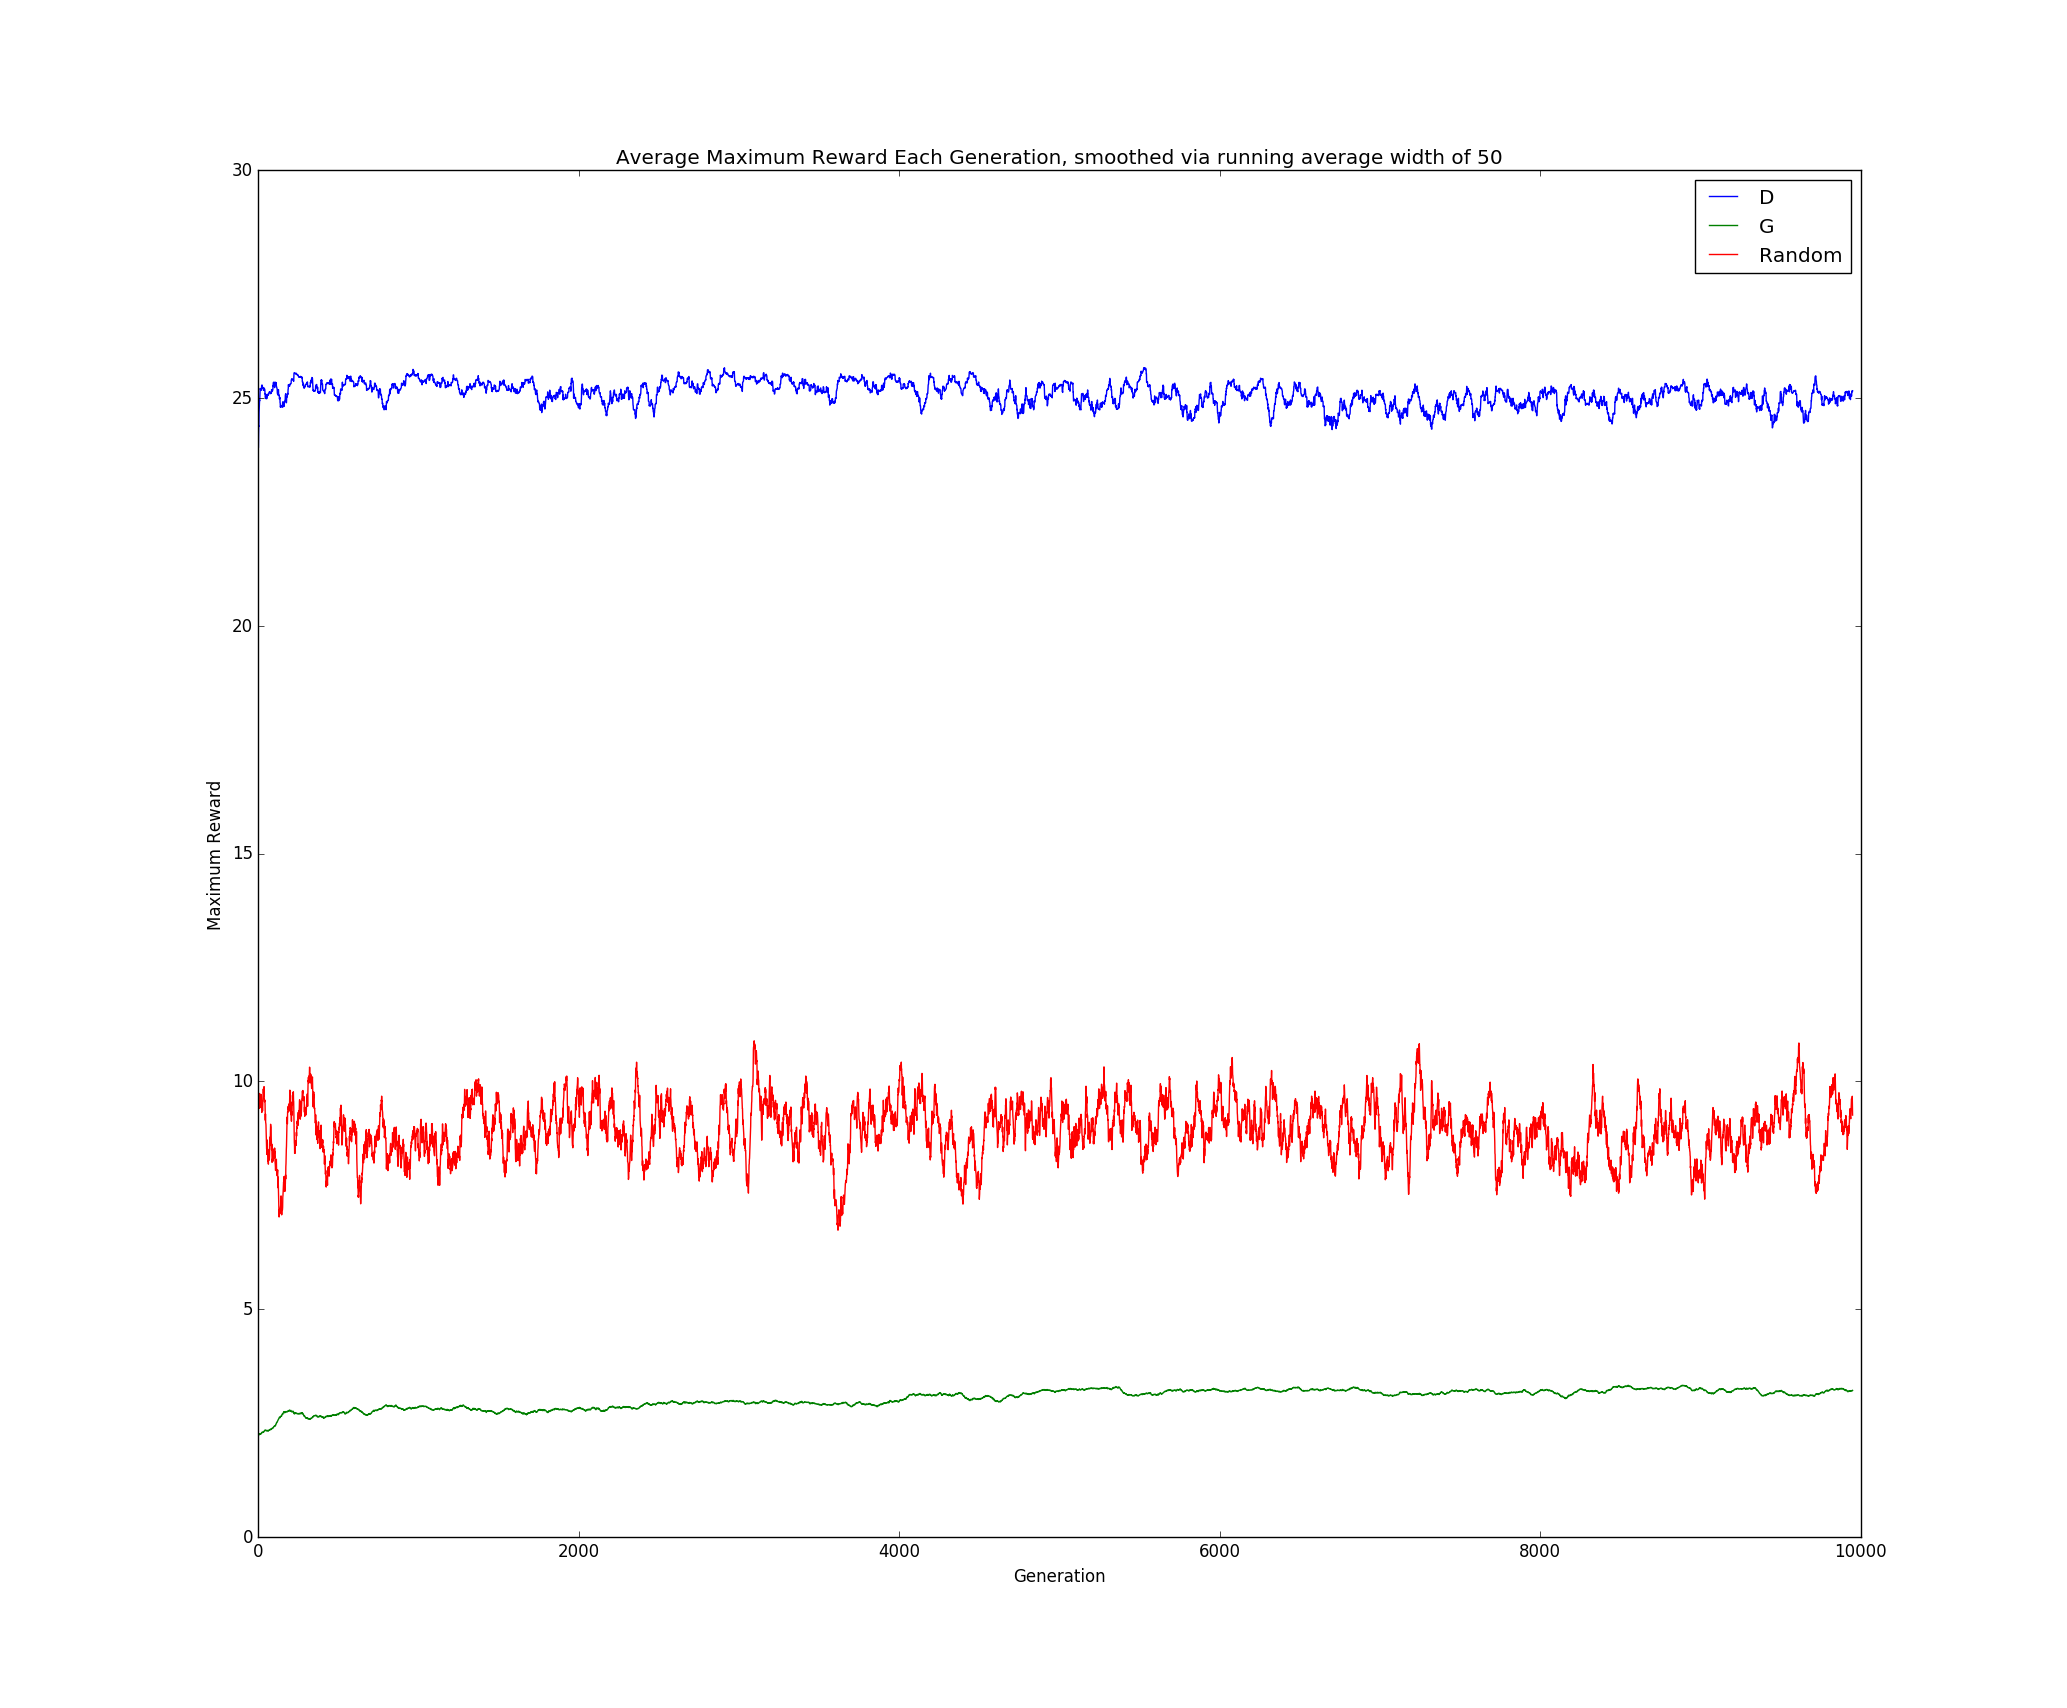 Average Maximum Reward Each Generation, smoothed via running average width of 50
30
25
20
15
10
5
0
Maximum Reward
D
G
Random
0 2000 4000 6000 8000 10000
Generation